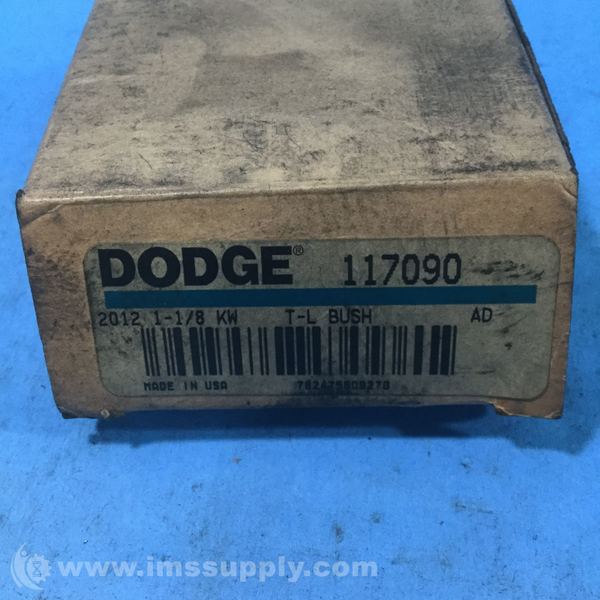 DODGE® 117090
2012 1-1/8 KW T-L BUSH AD
MADE IN USA
www.imssupply.com